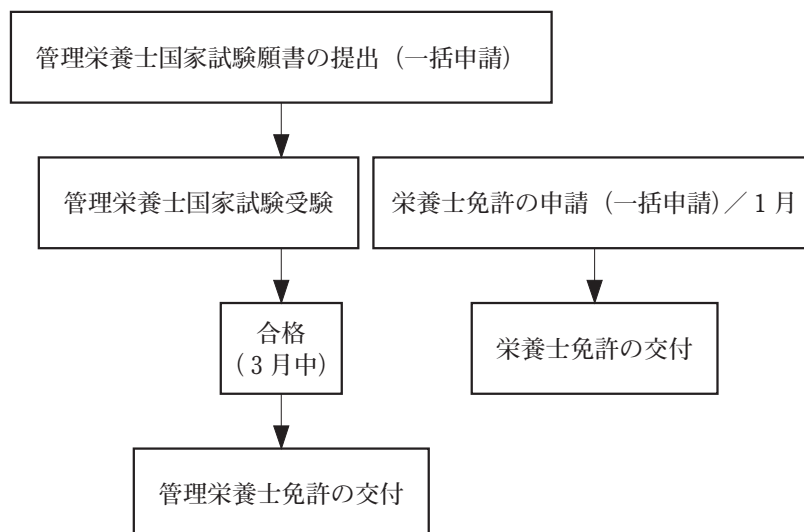 管理栄養士国家試験願書の提出（一括申請）
管理栄養士国家試験受験
栄養士免許の申請（一括申請）／１月
合格
（３月中）
栄養士免許の交付
管理栄養士免許の交付